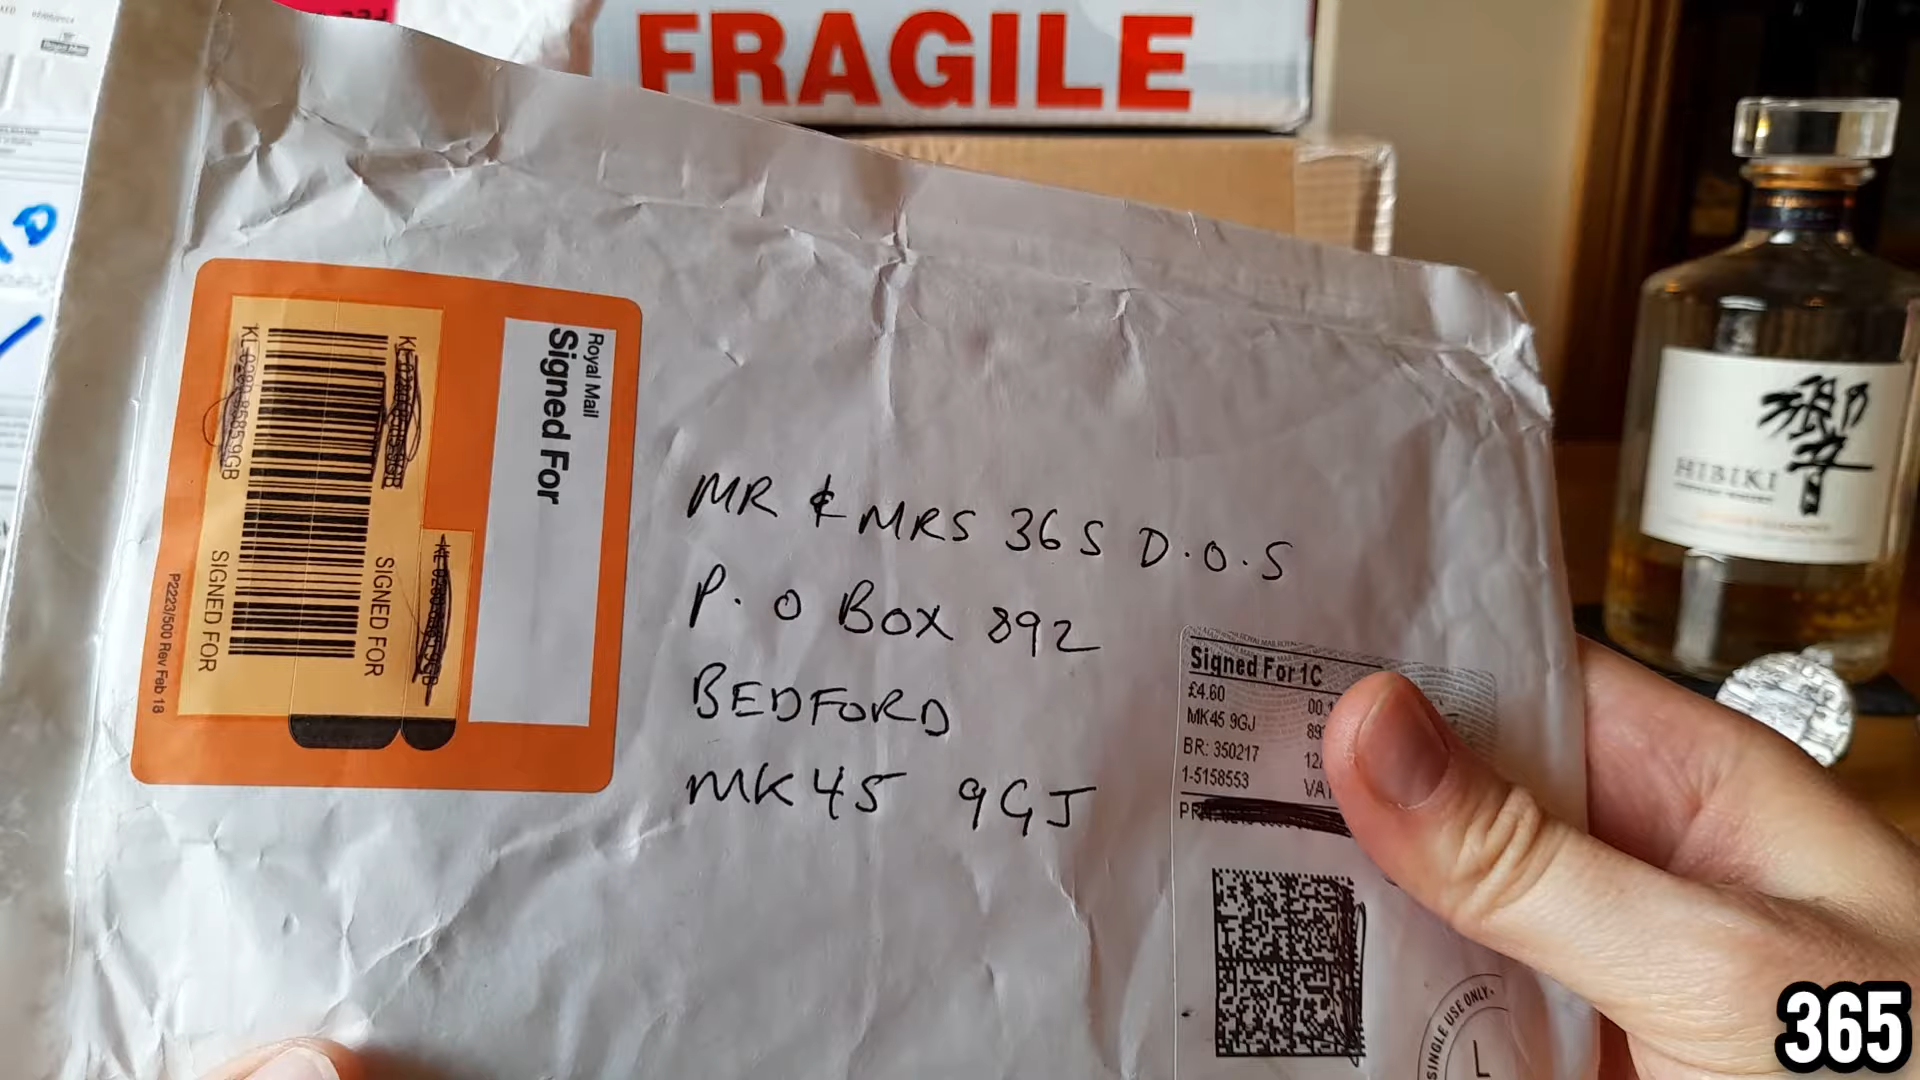 FRAGILE
Royal Mail
Signed For
SIGNED FOR
SIGNED FOR
P2223/500 Rev Feb 18
MR & MRS 365 D.O.S
P.O BOX 892
BEDFORD
MK45 9GJ
Signed For 1C
£4.60
MK45 9GJ
BR: 350217
1-5158553
SINGLE USE ONLY
L
響
HIBIKI
365